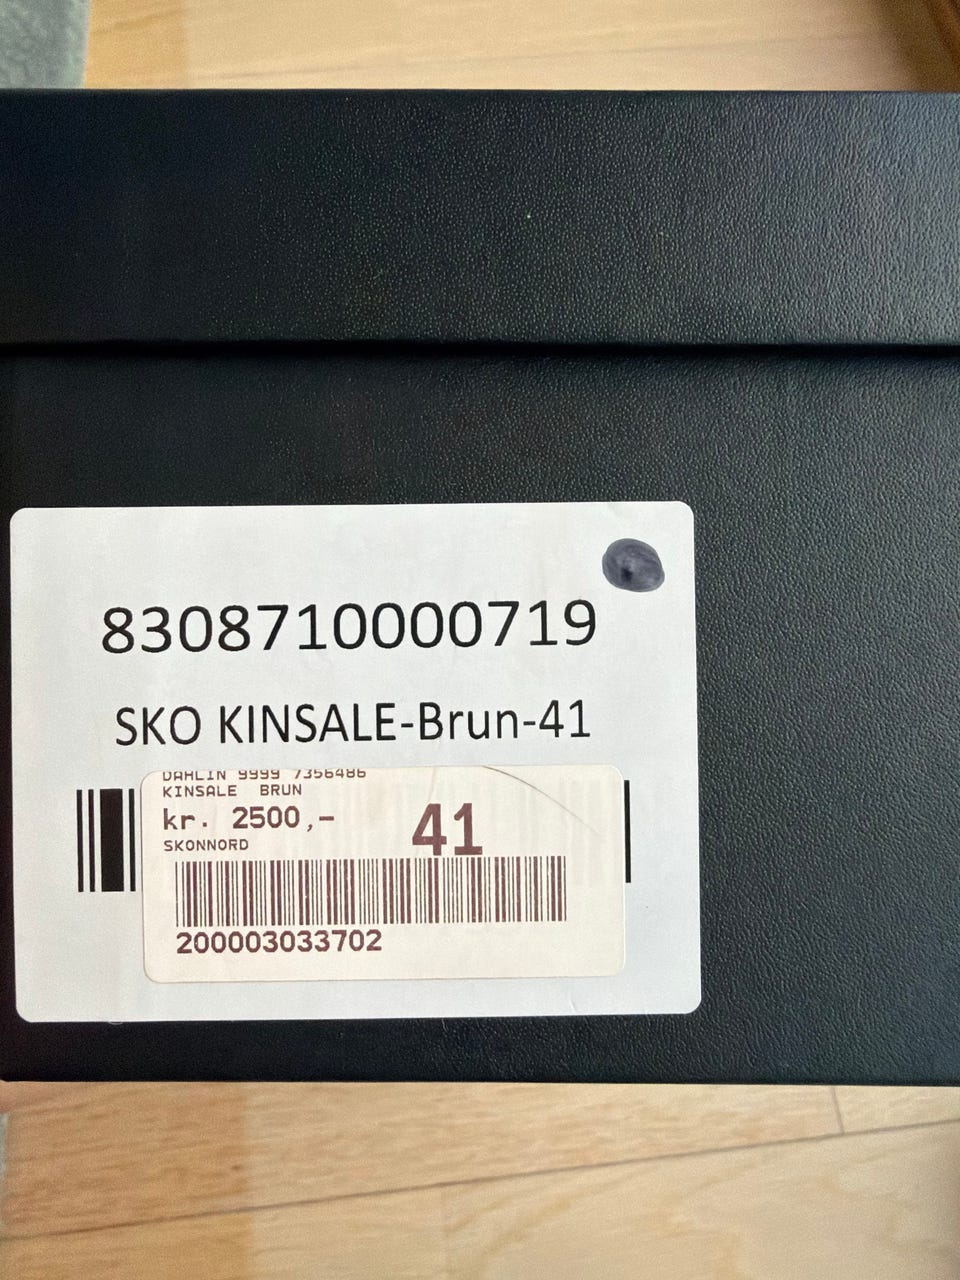 8308710000719
SKO KINSALE-Brun-41
DAHLIN 9999 7356486
KINSALE BRUN
kr. 2500,- 41
SKONNORD
200003033702